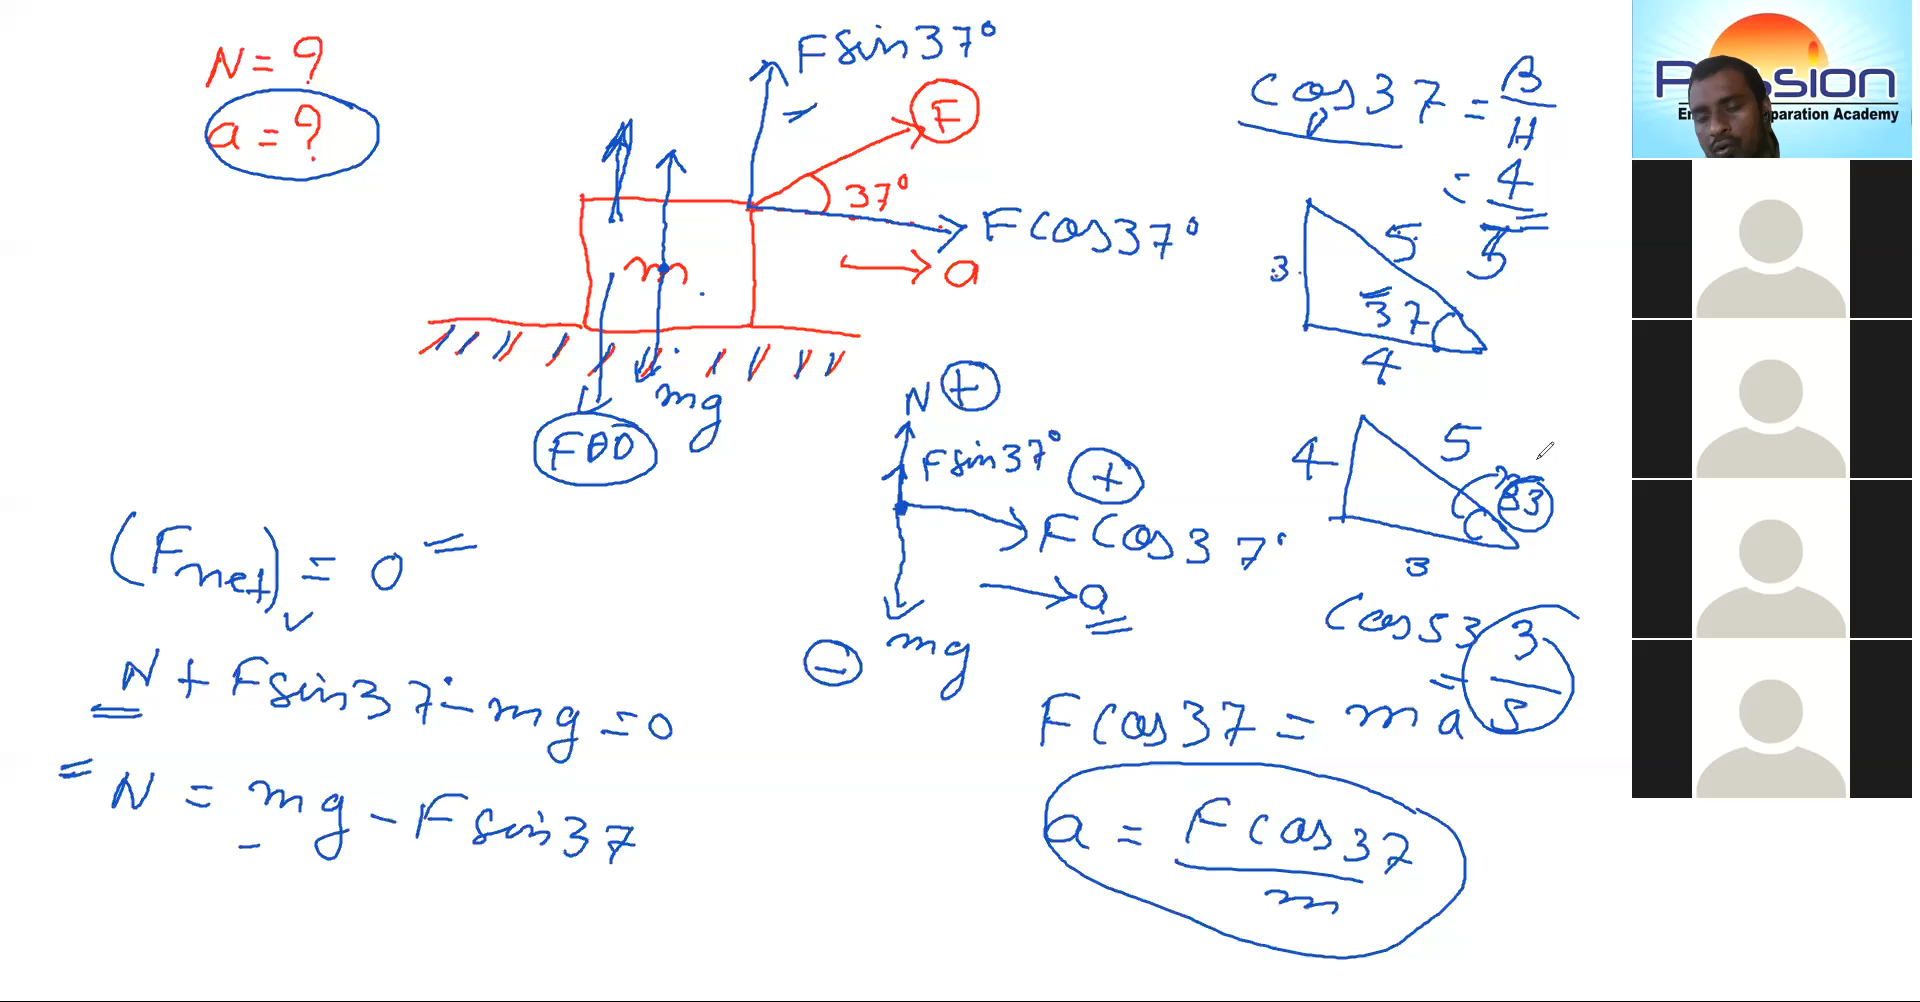 N = ?
a = ?
F sin 37°
F
37°
F cos 37°
a
m
mg
FBD
N +
F sin 37°
+
F cos 37°
a
mg
−
(Fnet)v = 0
N + F sin 37° − mg = 0
= N = mg − F sin 37
cos 37 = B/H
= 4/5
3
5
37
4
4
5
53
3
cos 53
= 3/5
F cos 37 = ma
a = F cos 37 / m
Passion
Preparation Academy